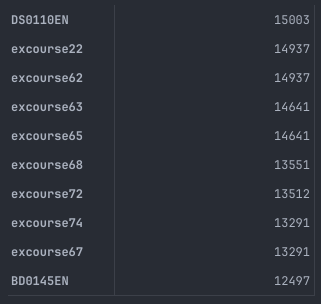 DS0110EN 15003
excourse22 14937
excourse62 14937
excourse63 14641
excourse65 14641
excourse68 13551
excourse72 13512
excourse74 13291
excourse67 13291
BD0145EN 12497